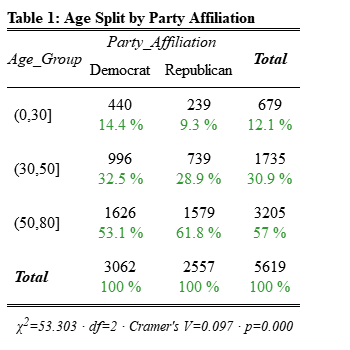 Table 1: Age Split by Party Affiliation
Age_Group Party_Affiliation Total
Democrat Republican
(0,30] 440 239 679
14.4 % 9.3 % 12.1 %
(30,50] 996 739 1735
32.5 % 28.9 % 30.9 %
(50,80] 1626 1579 3205
53.1 % 61.8 % 57 %
Total 3062 2557 5619
100 % 100 % 100 %
χ²=53.303 · df=2 · Cramer's V=0.097 · p=0.000